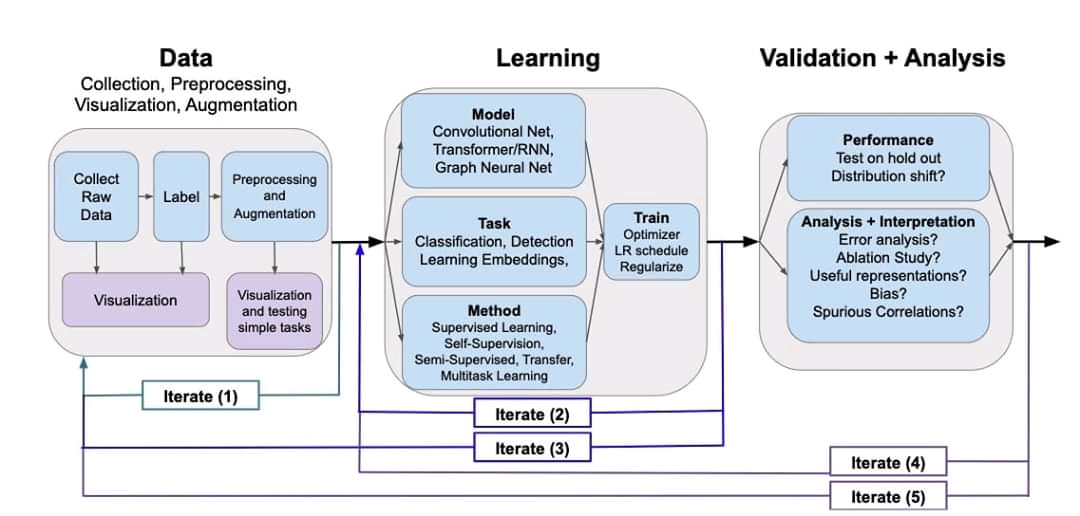 Data
Collection, Preprocessing,
Visualization, Augmentation
Collect
Raw
Data
Label
Preprocessing
and
Augmentation
Visualization
Visualization
and testing
simple tasks
Learning
Model
Convolutional Net,
Transformer/RNN,
Graph Neural Net
Task
Classification, Detection
Learning Embeddings,
Method
Supervised Learning,
Self-Supervision,
Semi-Supervised, Transfer,
Multitask Learning
Train
Optimizer
LR schedule
Regularize
Validation + Analysis
Performance
Test on hold out
Distribution shift?
Analysis + Interpretation
Error analysis?
Ablation Study?
Useful representations?
Bias?
Spurious Correlations?
Iterate (1)
Iterate (2)
Iterate (3)
Iterate (4)
Iterate (5)